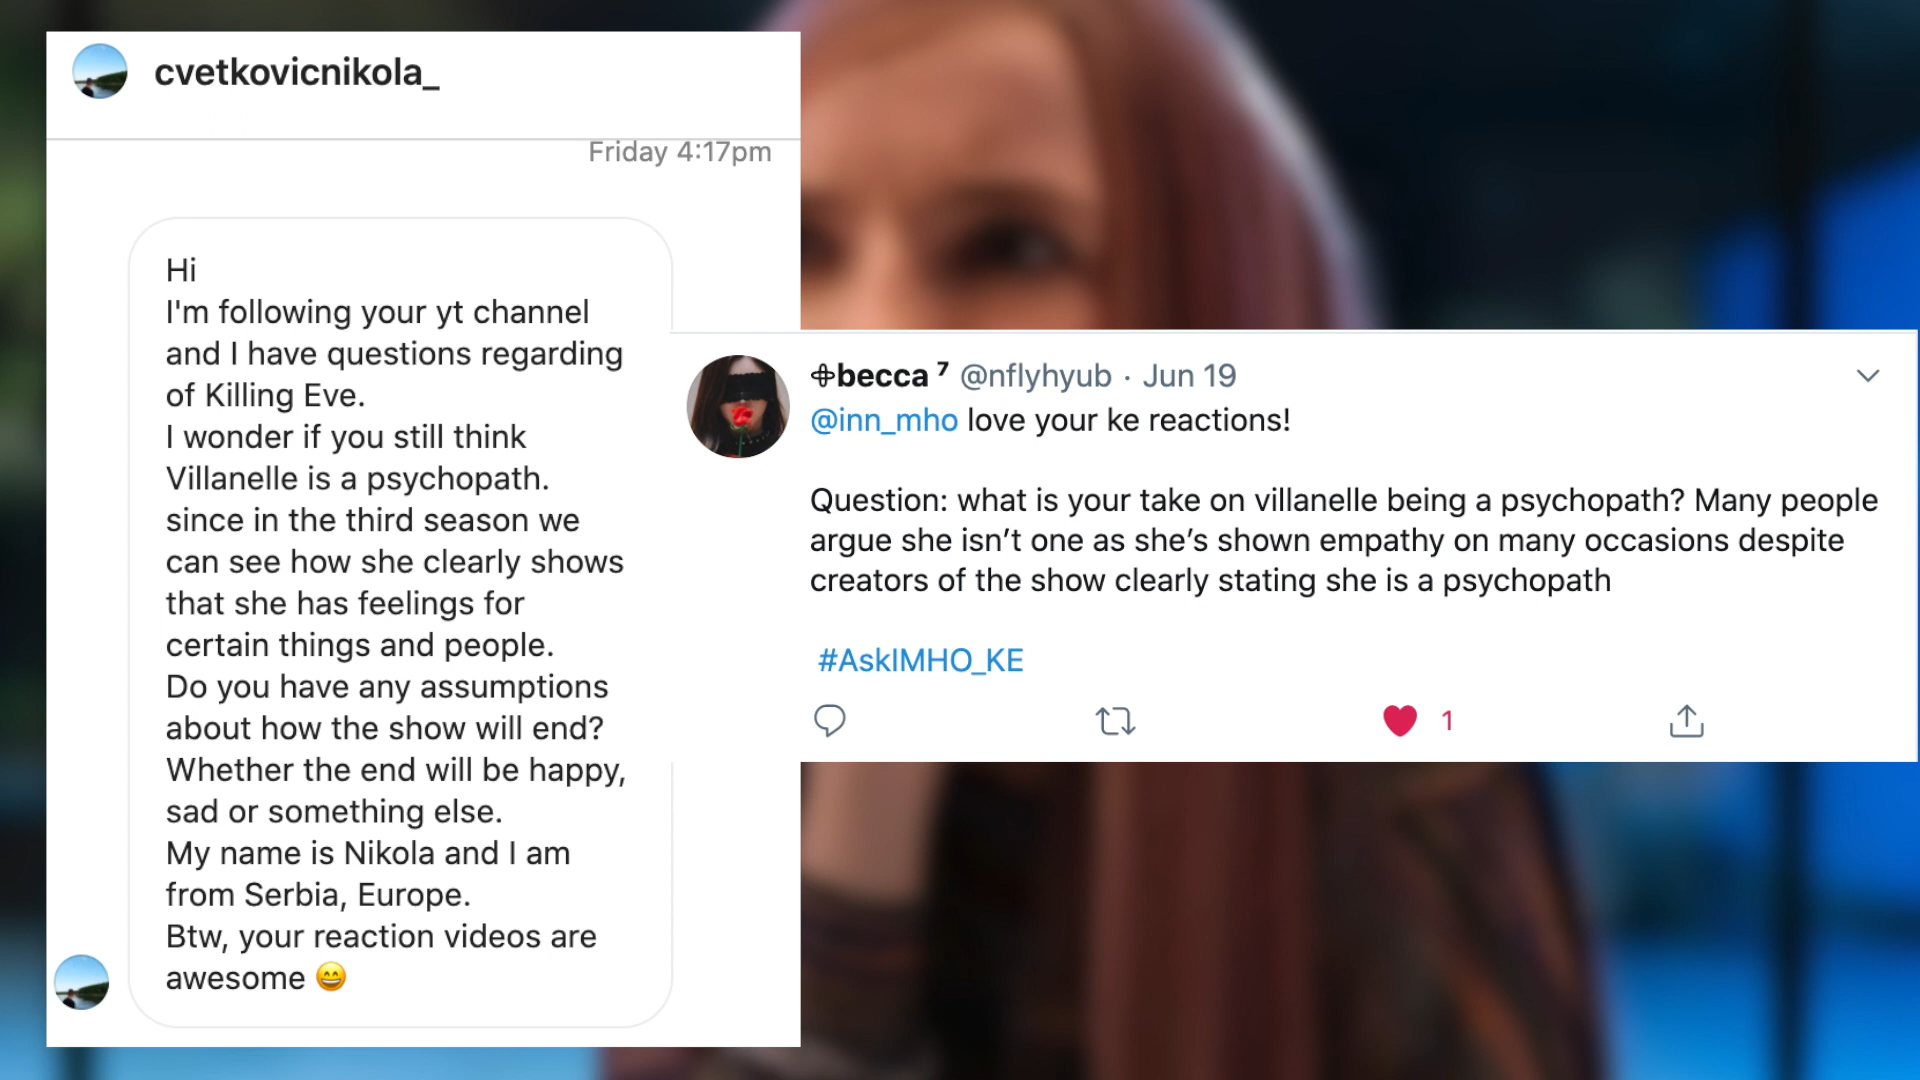 cvetkovicnikola_
Friday 4:17pm
Hi
I'm following your yt channel
and I have questions regarding
of Killing Eve.
I wonder if you still think
Villanelle is a psychopath.
since in the third season we
can see how she clearly shows
that she has feelings for
certain things and people.
Do you have any assumptions
about how the show will end?
Whether the end will be happy,
sad or something else.
My name is Nikola and I am
from Serbia, Europe.
Btw, your reaction videos are
awesome 😄
becca ⁷ @nflyhyub · Jun 19
@inn_mho love your ke reactions!
Question: what is your take on villanelle being a psychopath? Many people
argue she isn’t one as she’s shown empathy on many occasions despite
creators of the show clearly stating she is a psychopath
#AskIMHO_KE
1